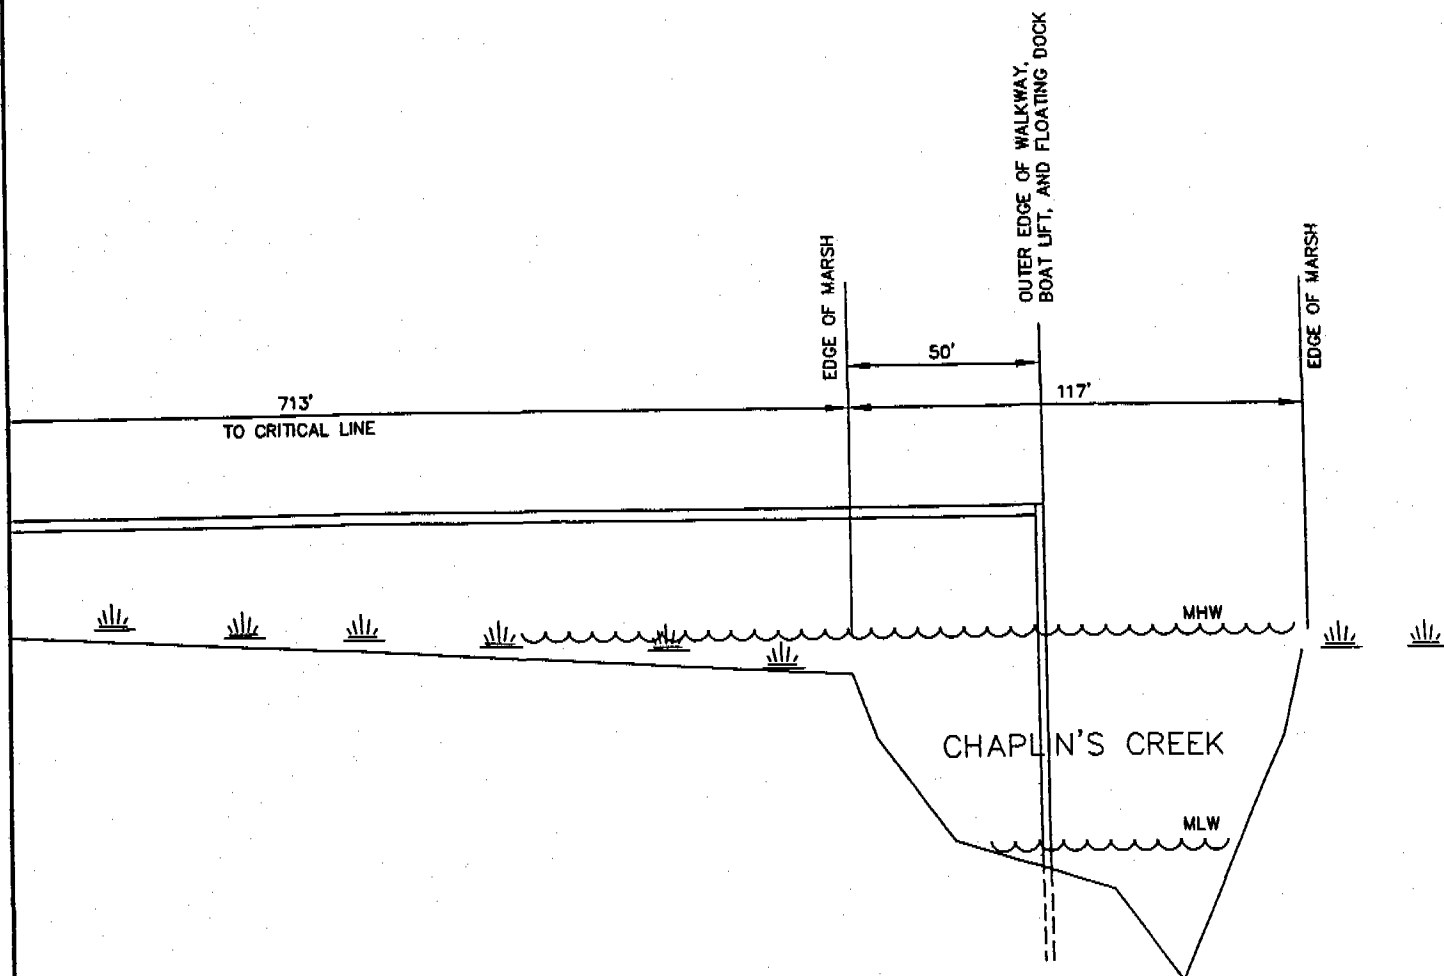 OUTER EDGE OF WALKWAY,
BOAT LIFT, AND FLOATING DOCK
EDGE OF MARSH
EDGE OF MARSH
50'
117'
713'
TO CRITICAL LINE
MHW
CHAPLIN'S CREEK
MLW